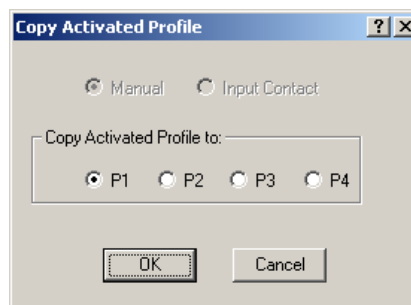 Copy Activated Profile
Manual Input Contact
Copy Activated Profile to:
P1 P2 P3 P4
OK Cancel